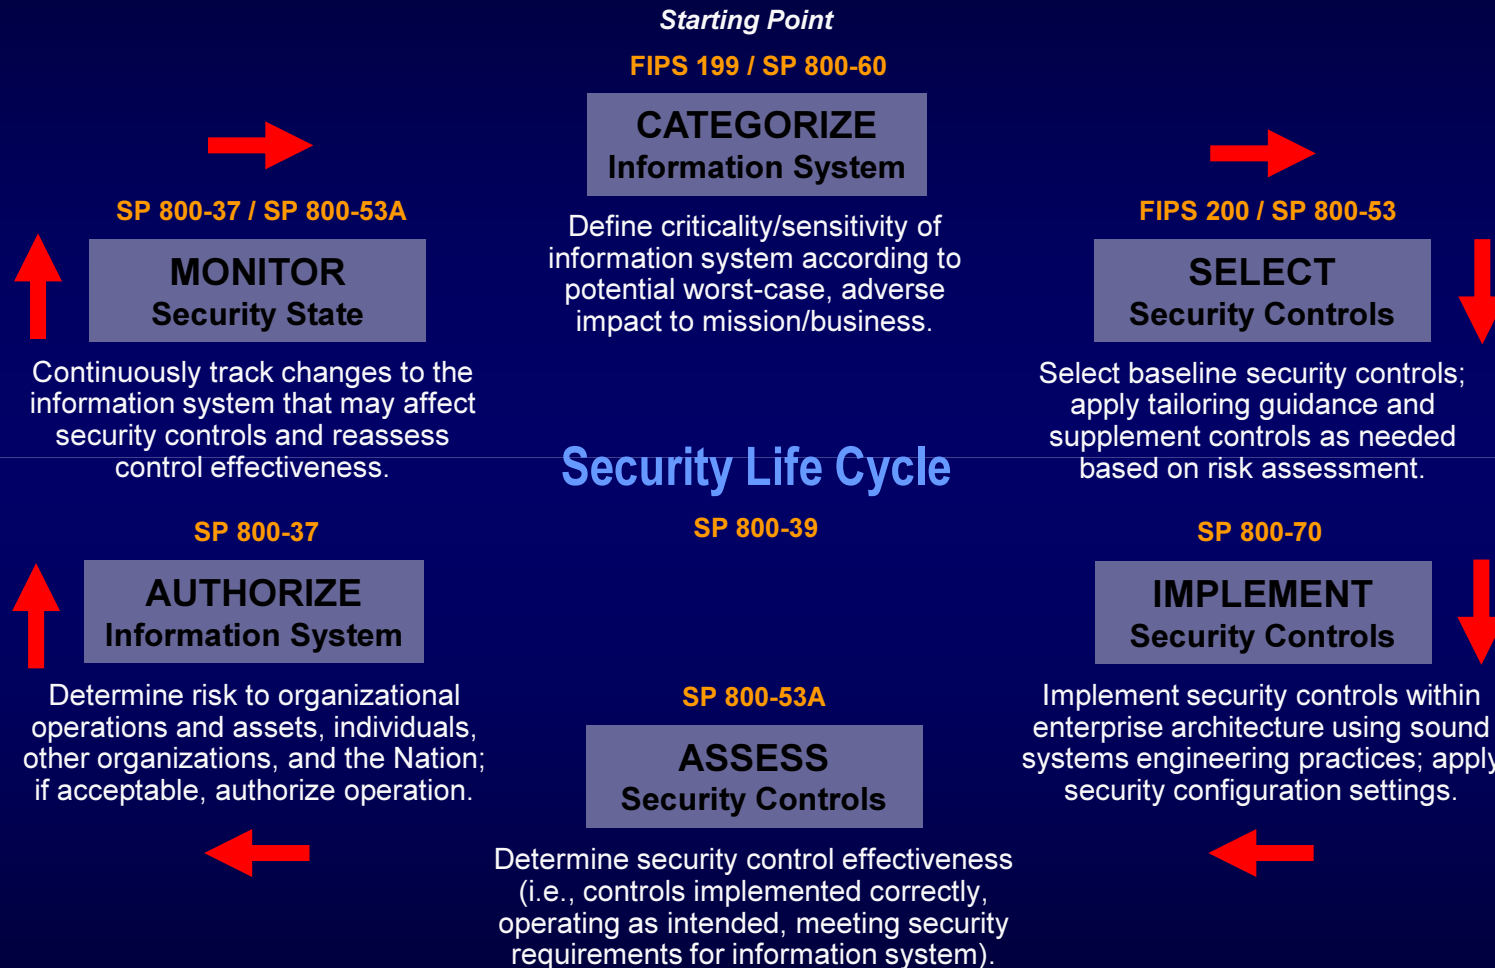 Starting Point
FIPS 199 / SP 800-60
CATEGORIZE
Information System
Define criticality/sensitivity of
information system according to
potential worst-case, adverse
impact to mission/business.
SP 800-37 / SP 800-53A
MONITOR
Security State
Continuously track changes to the
information system that may affect
security controls and reassess
control effectiveness.
FIPS 200 / SP 800-53
SELECT
Security Controls
Select baseline security controls;
apply tailoring guidance and
supplement controls as needed
based on risk assessment.
Security Life Cycle
SP 800-39
SP 800-37
AUTHORIZE
Information System
Determine risk to organizational
operations and assets, individuals,
other organizations, and the Nation;
if acceptable, authorize operation.
SP 800-53A
ASSESS
Security Controls
Determine security control effectiveness
(i.e., controls implemented correctly,
operating as intended, meeting security
requirements for information system).
SP 800-70
IMPLEMENT
Security Controls
Implement security controls within
enterprise architecture using sound
systems engineering practices; apply
security configuration settings.